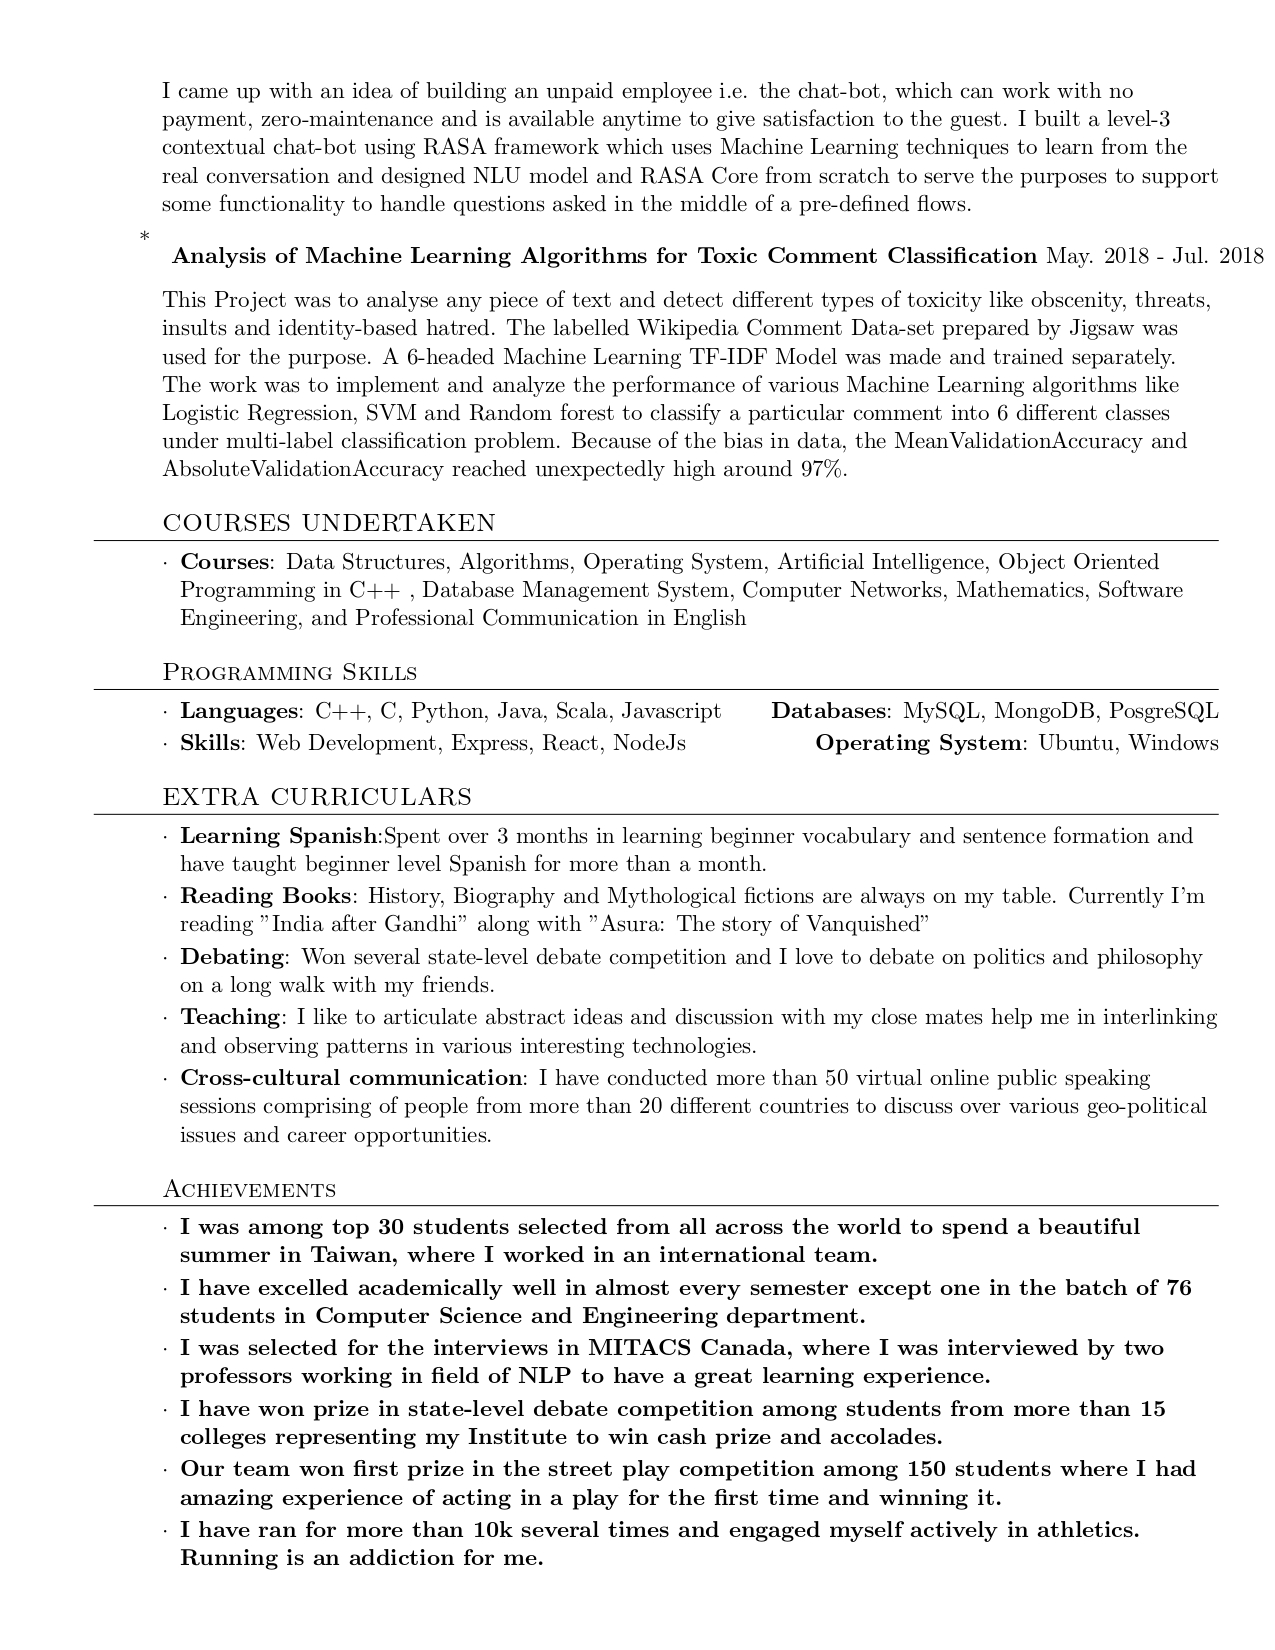 I came up with an idea of building an unpaid employee i.e. the chat-bot, which can work with no
payment, zero-maintenance and is available anytime to give satisfaction to the guest. I built a level-3
contextual chat-bot using RASA framework which uses Machine Learning techniques to learn from the
real conversation and designed NLU model and RASA Core from scratch to serve the purposes to support
some functionality to handle questions asked in the middle of a pre-defined flows.
*
Analysis of Machine Learning Algorithms for Toxic Comment Classification May. 2018 - Jul. 2018
This Project was to analyse any piece of text and detect different types of toxicity like obscenity, threats,
insults and identity-based hatred. The labelled Wikipedia Comment Data-set prepared by Jigsaw was
used for the purpose. A 6-headed Machine Learning TF-IDF Model was made and trained separately.
The work was to implement and analyze the performance of various Machine Learning algorithms like
Logistic Regression, SVM and Random forest to classify a particular comment into 6 different classes
under multi-label classification problem. Because of the bias in data, the MeanValidationAccuracy and
AbsoluteValidationAccuracy reached unexpectedly high around 97%.
COURSES UNDERTAKEN
· Courses: Data Structures, Algorithms, Operating System, Artificial Intelligence, Object Oriented
Programming in C++ , Database Management System, Computer Networks, Mathematics, Software
Engineering, and Professional Communication in English
Programming Skills
· Languages: C++, C, Python, Java, Scala, Javascript Databases: MySQL, MongoDB, PosgreSQL
· Skills: Web Development, Express, React, NodeJs Operating System: Ubuntu, Windows
EXTRA CURRICULARS
· Learning Spanish:Spent over 3 months in learning beginner vocabulary and sentence formation and
have taught beginner level Spanish for more than a month.
· Reading Books: History, Biography and Mythological fictions are always on my table. Currently I'm
reading ”India after Gandhi” along with ”Asura: The story of Vanquished”
· Debating: Won several state-level debate competition and I love to debate on politics and philosophy
on a long walk with my friends.
· Teaching: I like to articulate abstract ideas and discussion with my close mates help me in interlinking
and observing patterns in various interesting technologies.
· Cross-cultural communication: I have conducted more than 50 virtual online public speaking
sessions comprising of people from more than 20 different countries to discuss over various geo-political
issues and career opportunities.
Achievements
· I was among top 30 students selected from all across the world to spend a beautiful
summer in Taiwan, where I worked in an international team.
· I have excelled academically well in almost every semester except one in the batch of 76
students in Computer Science and Engineering department.
· I was selected for the interviews in MITACS Canada, where I was interviewed by two
professors working in field of NLP to have a great learning experience.
· I have won prize in state-level debate competition among students from more than 15
colleges representing my Institute to win cash prize and accolades.
· Our team won first prize in the street play competition among 150 students where I had
amazing experience of acting in a play for the first time and winning it.
· I have ran for more than 10k several times and engaged myself actively in athletics.
Running is an addiction for me.